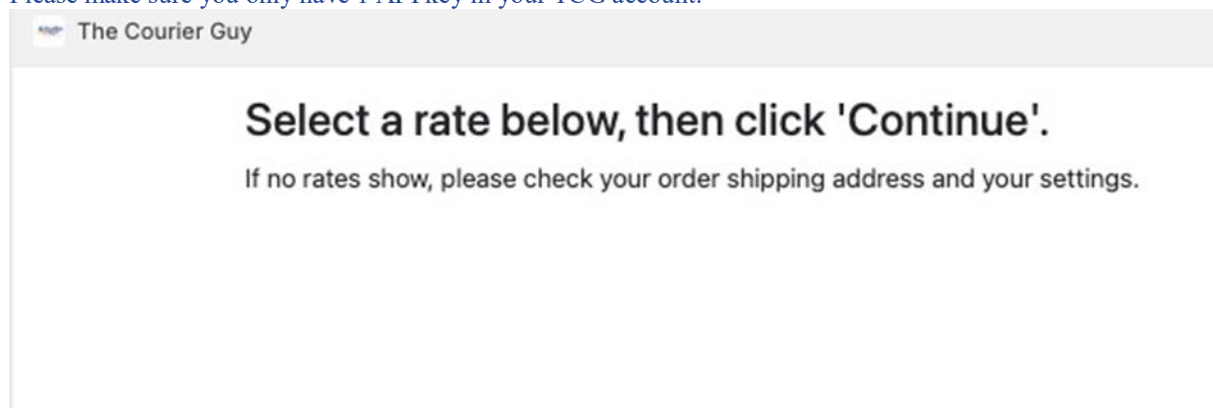 Please make sure you only have 1 API key in your TCG account.
The Courier Guy
Select a rate below, then click 'Continue'.
If no rates show, please check your order shipping address and your settings.